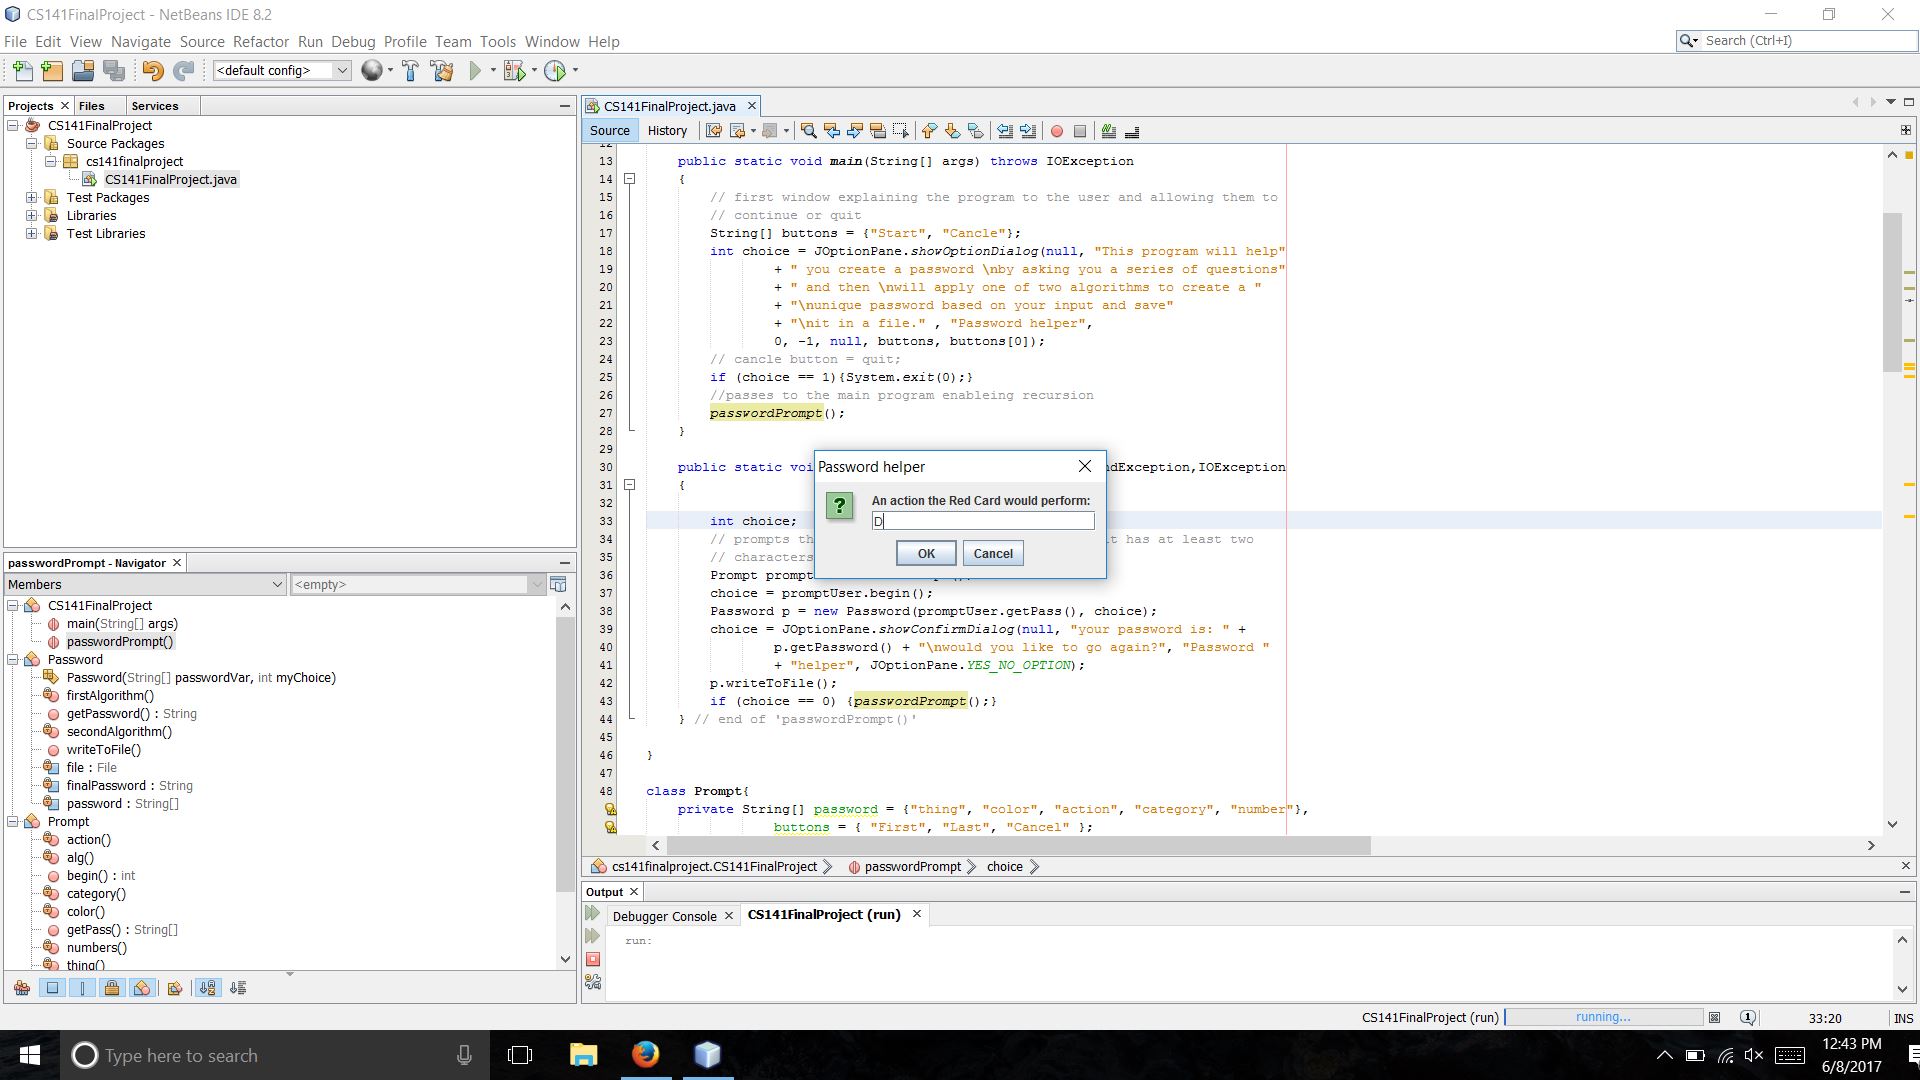 CS141FinalProject - NetBeans IDE 8.2
File Edit View Navigate Source Refactor Run Debug Profile Team Tools Window Help
Search (Ctrl+I)
<default config>
Projects Files Services
CS141FinalProject
Source Packages
cs141finalproject
CS141FinalProject.java
Test Packages
Libraries
Test Libraries
passwordPrompt - Navigator
Members <empty>
CS141FinalProject
main(String[] args)
passwordPrompt()
Password
Password(String[] passwordVar, int myChoice)
firstAlgorithm()
getPassword() : String
secondAlgorithm()
writeToFile()
file : File
finalPassword : String
password : String[]
Prompt
action()
alg()
begin() : int
category()
color()
getPass() : String[]
numbers()
thing()
CS141FinalProject.java
Source History
13 public static void main(String[] args) throws IOException
14 {
15 // first window explaining the program to the user and allowing them to
16 // continue or quit
17 String[] buttons = {"Start", "Cancle"};
18 int choice = JOptionPane.showOptionDialog(null, "This program will help"
19 + " you create a password \nby asking you a series of questions"
20 + " and then \nwill apply one of two algorithms to create a "
21 + "\nunique password based on your input and save"
22 + "\nit in a file." , "Password helper",
23 0, -1, null, buttons, buttons[0]);
24 // cancle button = quit;
25 if (choice == 1){System.exit(0);}
26 //passes to the main program enableing recursion
27 passwordPrompt();
28 }
29
30 public static voi ndException,IOException
31 {
32
33 int choice;
34 // prompts th t has at least two
35 // characters
36 Prompt prompt
37 choice = promptUser.begin();
38 Password p = new Password(promptUser.getPass(), choice);
39 choice = JOptionPane.showConfirmDialog(null, "your password is: " +
40 p.getPassword() + "\nwould you like to go again?", "Password "
41 + "helper", JOptionPane.YES_NO_OPTION);
42 p.writeToFile();
43 if (choice == 0) {passwordPrompt();}
44 } // end of 'passwordPrompt()'
45
46 }
47
48 class Prompt{
private String[] password = {"thing", "color", "action", "category", "number"},
buttons = { "First", "Last", "Cancel" };
Password helper
An action the Red Card would perform:
D
OK Cancel
cs141finalproject.CS141FinalProject passwordPrompt choice
Output
Debugger Console CS141FinalProject (run)
run:
CS141FinalProject (run) running... 1 33:20 INS
Type here to search
12:43 PM
6/8/2017